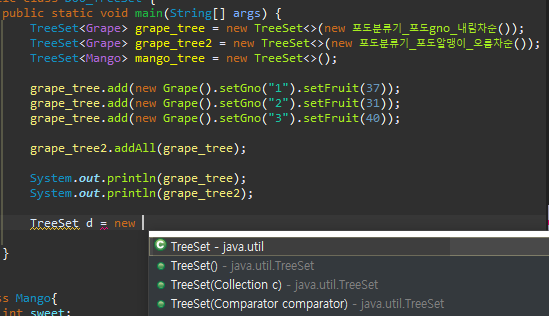 public static void main(String[] args) {
TreeSet<Grape> grape_tree = new TreeSet<>(new 포도분류기_포도gno_내림차순());
TreeSet<Grape> grape_tree2 = new TreeSet<>(new 포도분류기_포도알맹이_오름차순());
TreeSet<Mango> mango_tree = new TreeSet<>();
grape_tree.add(new Grape().setGno("1").setFruit(37));
grape_tree.add(new Grape().setGno("2").setFruit(31));
grape_tree.add(new Grape().setGno("3").setFruit(40));
grape_tree2.addAll(grape_tree);
System.out.println(grape_tree);
System.out.println(grape_tree2);
TreeSet d = new
TreeSet - java.util
}
TreeSet() - java.util.TreeSet
TreeSet(Collection c) - java.util.TreeSet
ss Mango{
TreeSet(Comparator comparator) - java.util.TreeSet
int sweet;